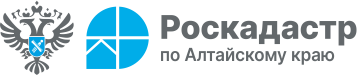 Роскадастр
по Алтайскому краю